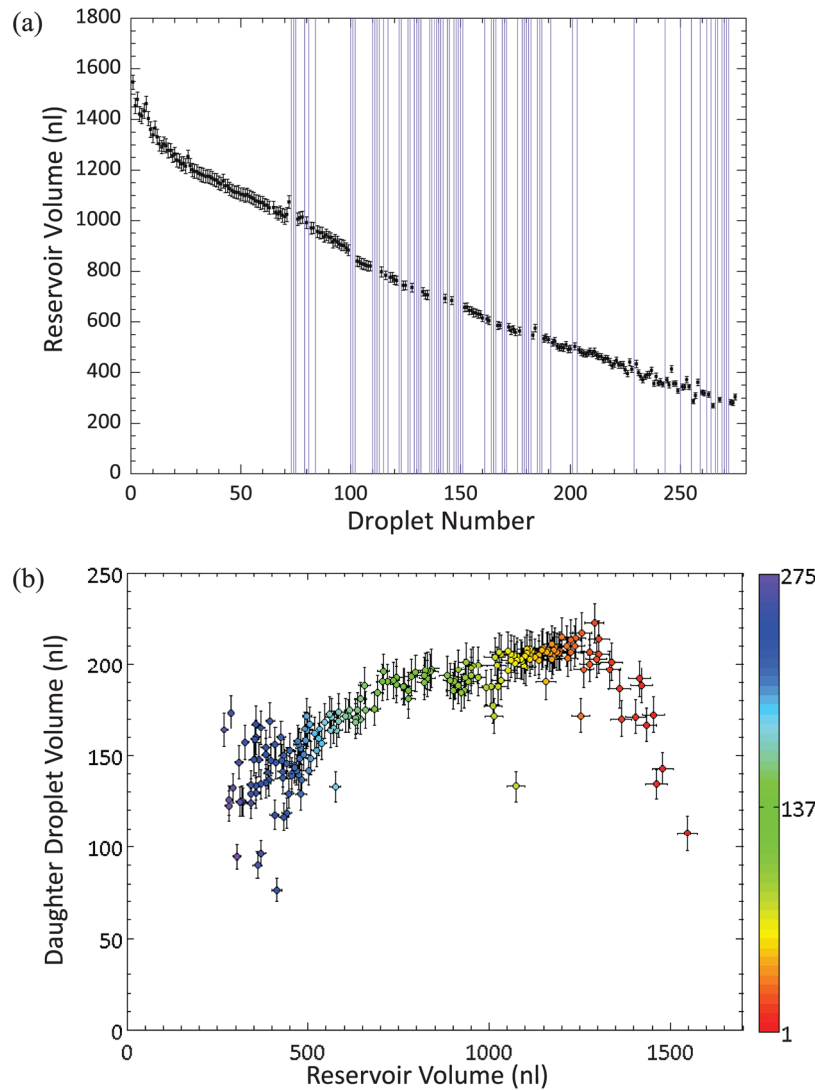 (a)
1800
1600
1400
1200
1000
800
600
400
200
0
Reservoir Volume (nl)
0 50 100 150 200 250
Droplet Number
(b)
250
200
150
100
50
0
Daughter Droplet Volume (nl)
0 500 1000 1500
Reservoir Volume (nl)
275
137
1